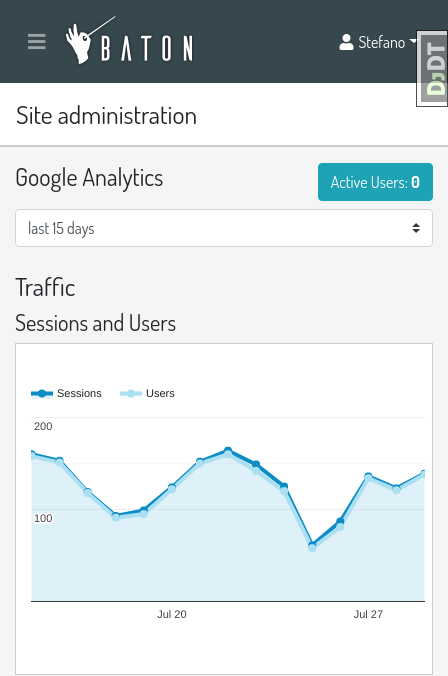 BATON
Stefano
DJDT
Site administration
Google Analytics
Active Users: 0
last 15 days
Traffic
Sessions and Users
Sessions
Users
200
100
Jul 20
Jul 27